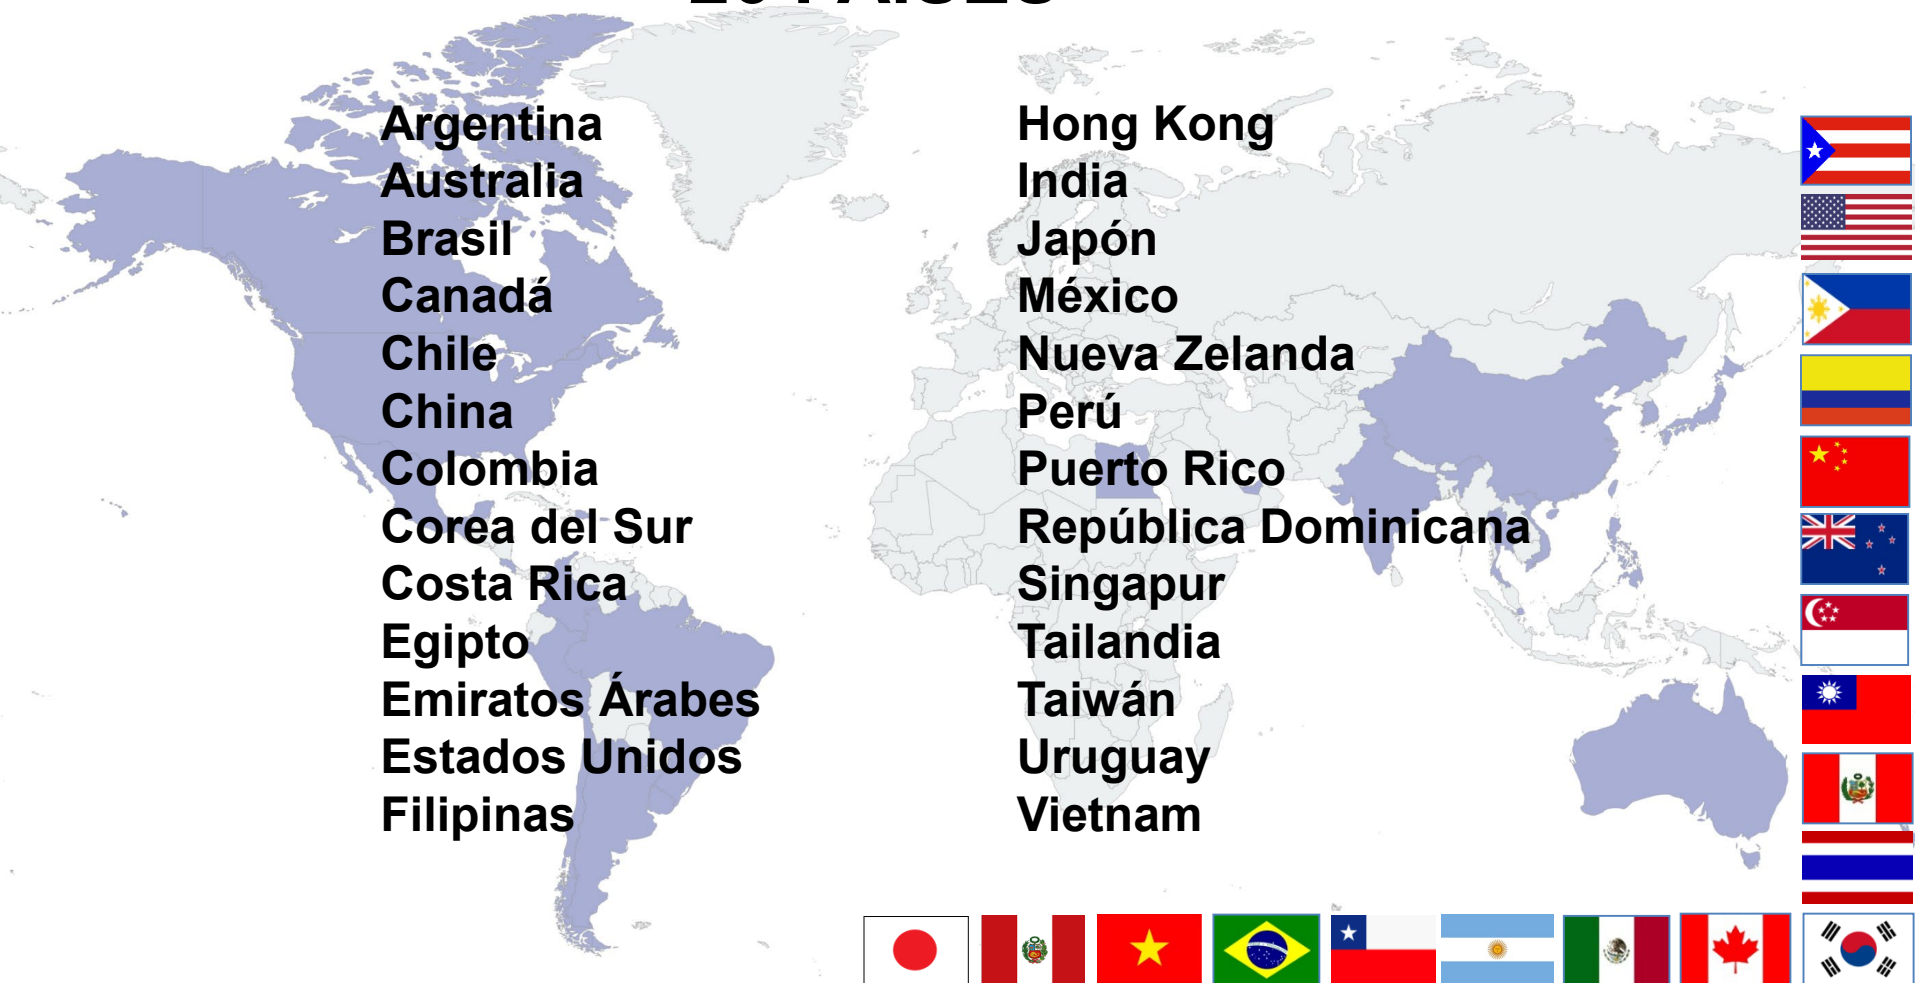 Argentina
Australia
Brasil
Canadá
Chile
China
Colombia
Corea del Sur
Costa Rica
Egipto
Emiratos Árabes
Estados Unidos
Filipinas
Hong Kong
India
Japón
México
Nueva Zelanda
Perú
Puerto Rico
República Dominicana
Singapur
Tailandia
Taiwán
Uruguay
Vietnam